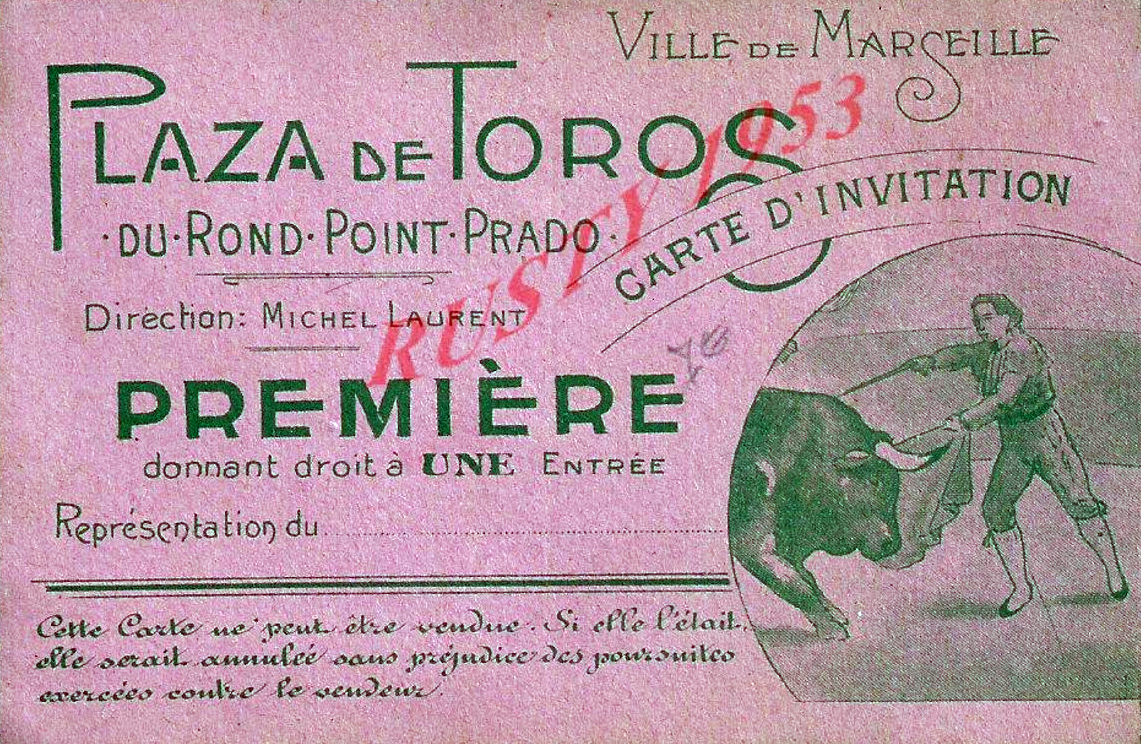 VILLE DE MARSEILLE
PLAZA DE TOROS
·DU·ROND·POINT·PRADO·
CARTE D'INVITATION
Direction: MICHEL LAURENT
PREMIÈRE
donnant droit à UNE ENTRÉE
Représentation du
Cette Carte ne peut être vendue. Si elle l'était,
elle serait annulée sans préjudice des poursuites
exercées contre le vendeur.
RUSTY 1953